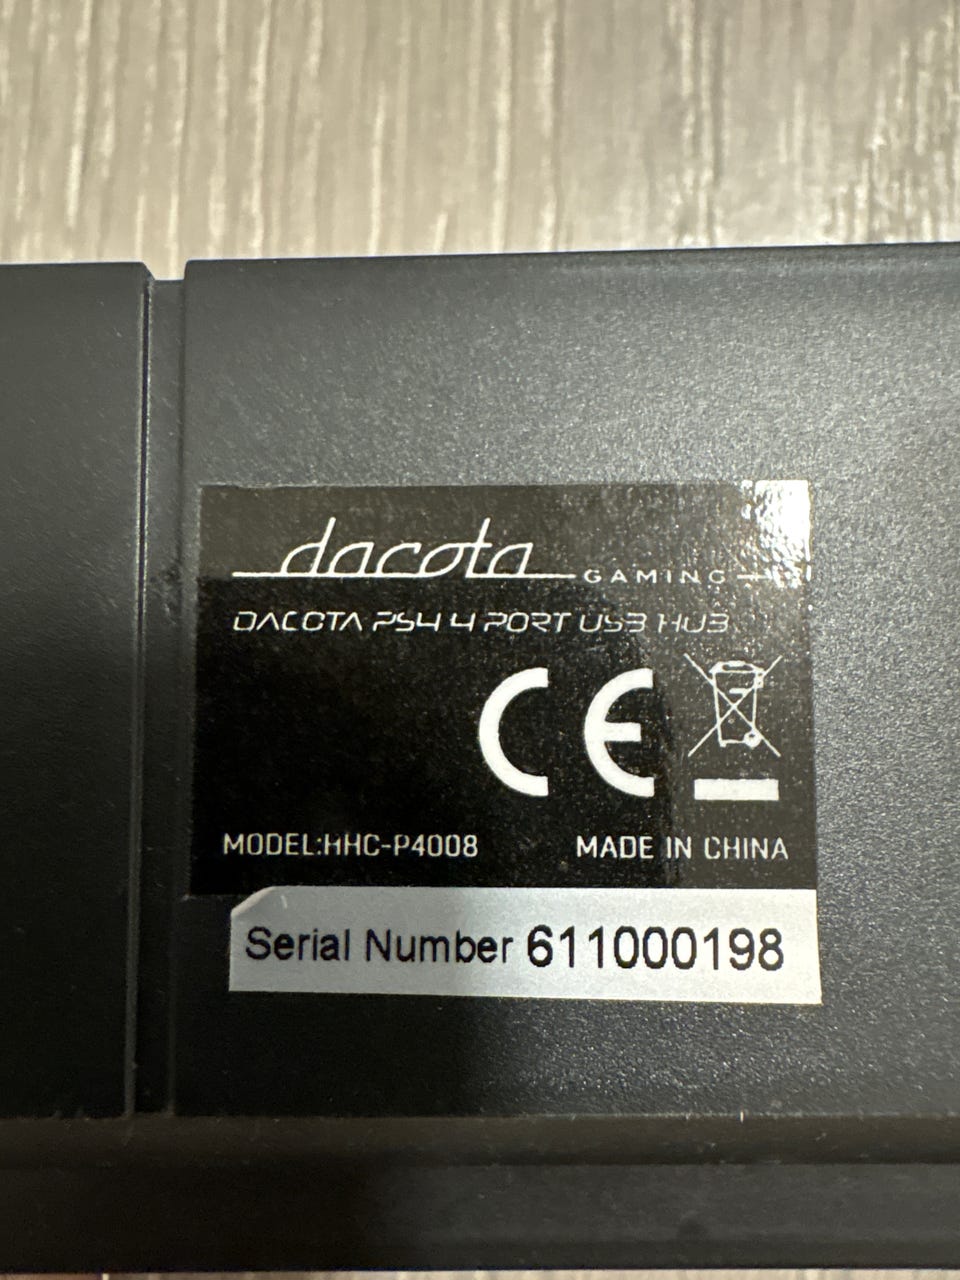 dacota
GAMING
DACOTA PS4 4 PORT USB HUB
CE
MODEL:HHC-P4008 MADE IN CHINA
Serial Number 611000198